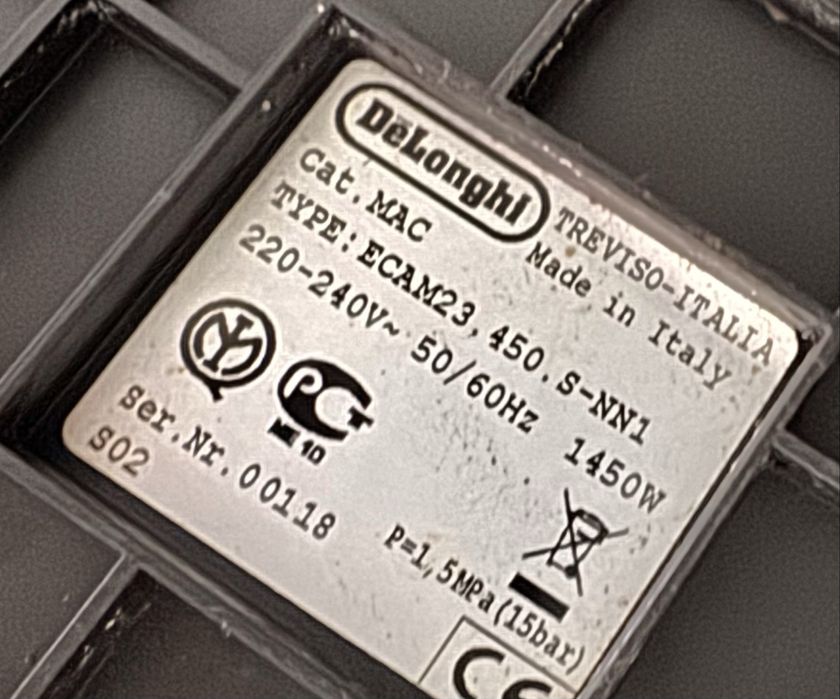 DeLonghi
TREVISO-ITALIA
Made in Italy
Cat.MAC
TYPE:ECAM23,450.S-NN1
220-240V~ 50/60Hz 1450W
РСТ
ME 10
Ser.Nr.00118
S02
P=1,5MPa(15bar)
CE